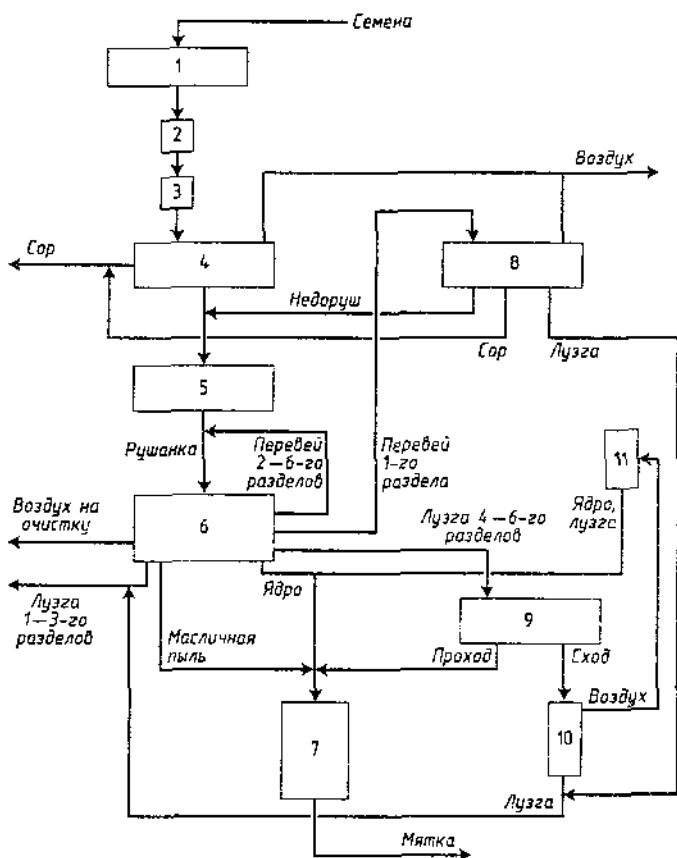 Семена
1
2
3
Воздух
Сор
4
8
Недоруш
Сор
Лузга
5
Рушанка
Перевей
2—6-го
разделов
Перевей
1-го
раздела
11
Воздух на
очистку
6
Лузга 4—6-го
разделов
Ядро,
лузга
Лузга
1—3-го
разделов
Ядро
9
Масличная
пыль
Проход
Сход
Воздух
7
10
Лузга
Мятка